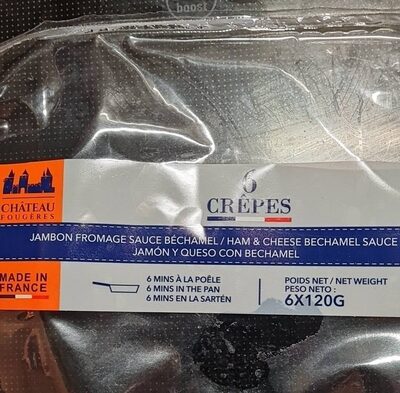 boost
6
CRÊPES
CHÂTEAU
FOUGÈRES
JAMBON FROMAGE SAUCE BÉCHAMEL / HAM & CHEESE BECHAMEL SAUCE
JAMÓN Y QUESO CON BECHAMEL
MADE IN
FRANCE
6 MINS À LA POÊLE
6 MINS IN THE PAN
6 MINS EN LA SARTÉN
POIDS NET / NET WEIGHT
PESO NETO :
6X120G